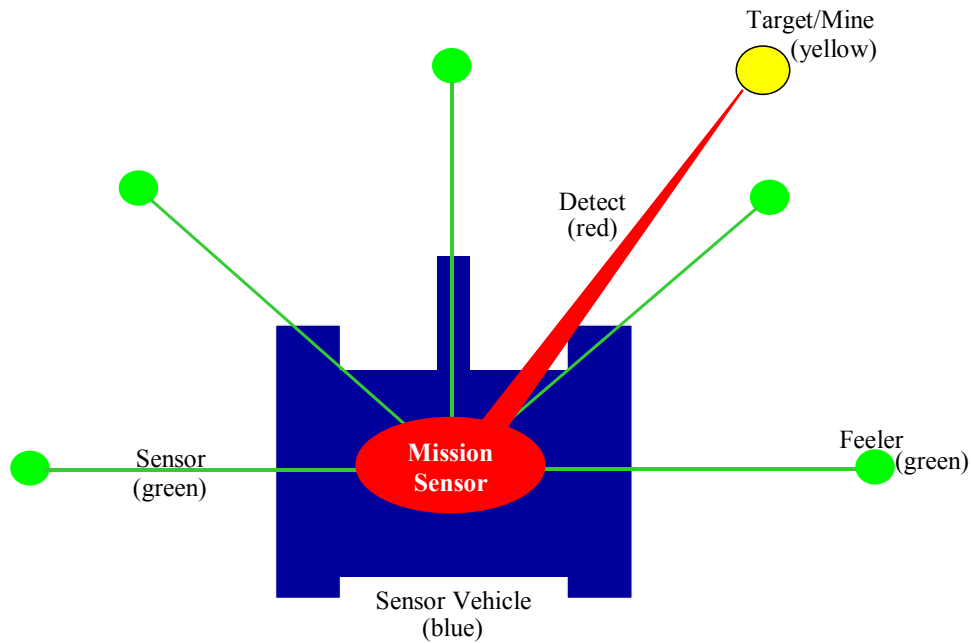 Target/Mine
(yellow)
Detect
(red)
Mission
Sensor
Sensor
(green)
Feeler
(green)
Sensor Vehicle
(blue)